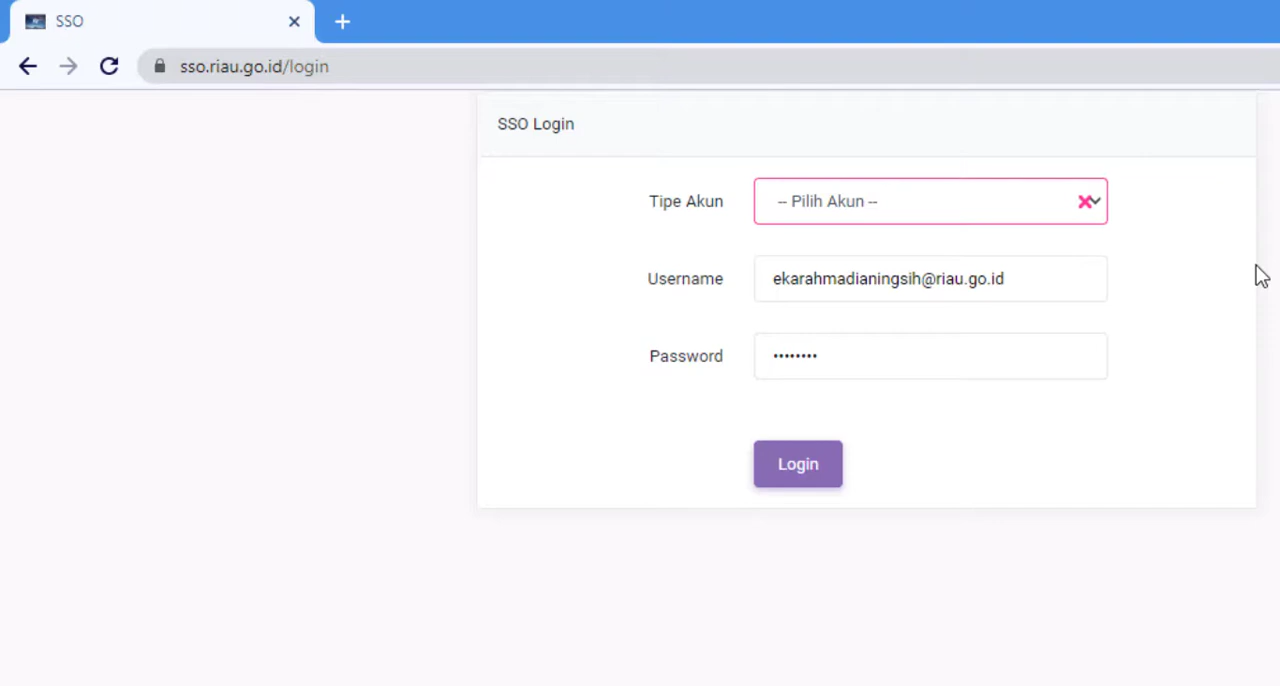 SSO
sso.riau.go.id/login
SSO Login
Tipe Akun
-- Pilih Akun --
Username
ekarahmadianingsih@riau.go.id
Password
••••••••
Login